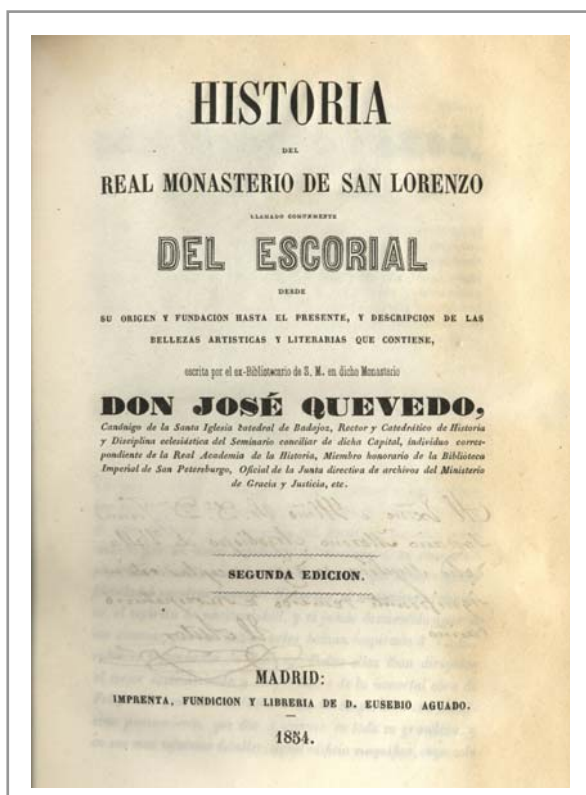 HISTORIA
DEL
REAL MONASTERIO DE SAN LORENZO
LLAMADO COMUNMENTE
DEL ESCORIAL
DESDE
SU ORIGEN Y FUNDACION HASTA EL PRESENTE, Y DESCRIPCION DE LAS
BELLEZAS ARTISTICAS Y LITERARIAS QUE CONTIENE,
escrita por el ex-Bibliotecario de S. M. en dicho Monasterio
DON JOSÉ QUEVEDO,
Canónigo de la Santa Iglesia Catedral de Badajoz, Rector y Catedrático de Historia
y Disciplina eclesiástica del Seminario conciliar de dicha Capital, individuo corres-
pondiente de la Real Academia de la Historia, Miembro honorario de la Biblioteca
Imperial de San Petersburgo, Oficial de la Junta directiva de archivos del Ministerio
de Gracia y Justicia, etc.
SEGUNDA EDICION.
MADRID:
IMPRENTA, FUNDICION Y LIBRERIA DE D. EUSEBIO AGUADO.
1854.